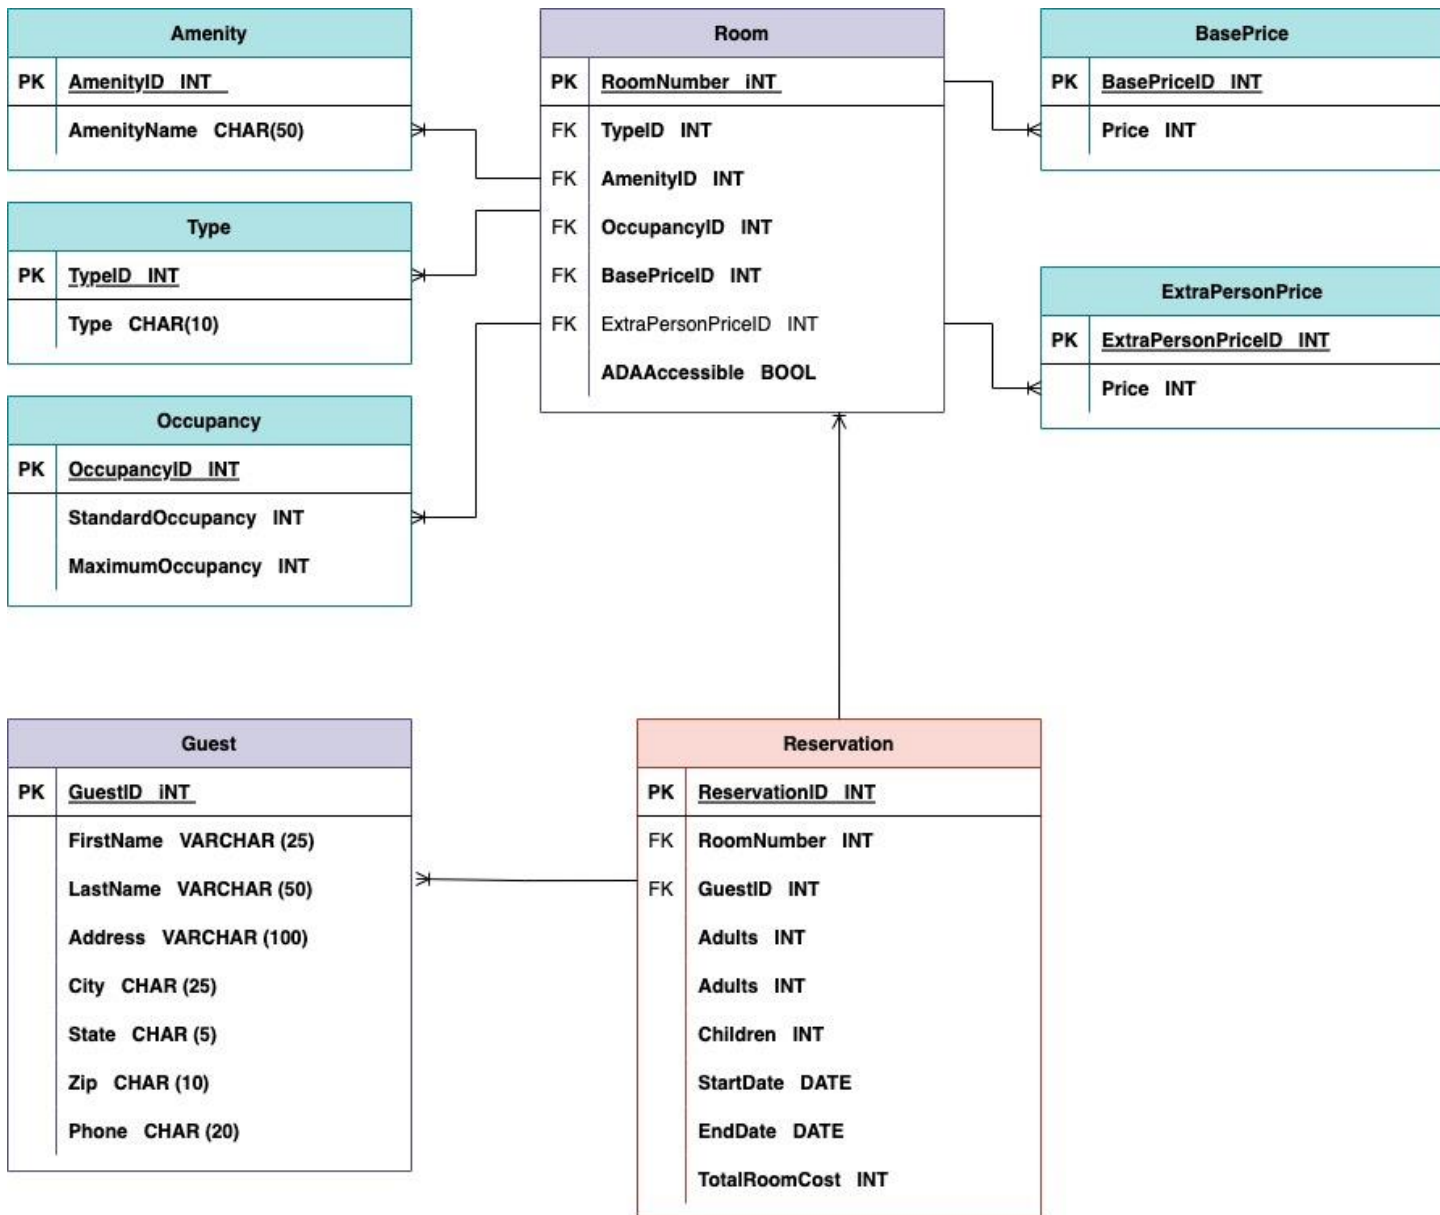 Amenity
PK AmenityID INT
AmenityName CHAR(50)
Type
PK TypeID INT
Type CHAR(10)
Occupancy
PK OccupancyID INT
StandardOccupancy INT
MaximumOccupancy INT
Room
PK RoomNumber iNT
FK TypeID INT
FK AmenityID INT
FK OccupancyID INT
FK BasePriceID INT
FK ExtraPersonPriceID INT
ADAAccessible BOOL
BasePrice
PK BasePriceID INT
Price INT
ExtraPersonPrice
PK ExtraPersonPriceID INT
Price INT
Guest
PK GuestID iNT
FirstName VARCHAR (25)
LastName VARCHAR (50)
Address VARCHAR (100)
City CHAR (25)
State CHAR (5)
Zip CHAR (10)
Phone CHAR (20)
Reservation
PK ReservationID INT
FK RoomNumber INT
FK GuestID INT
Adults INT
Adults INT
Children INT
StartDate DATE
EndDate DATE
TotalRoomCost INT